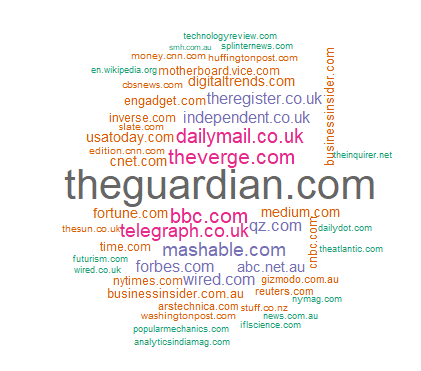 technologyreview.com
smh.com.au splinternews.com
money.cnn.com huffingtonpost.com
en.wikipedia.org motherboard.vice.com
cbsnews.com digitaltrends.com
engadget.com theregister.co.uk
businessinsider.com
inverse.com independent.co.uk
slate.com
usatoday.com dailymail.co.uk
edition.cnn.com
cnet.com theverge.com theinquirer.net
theguardian.com
fortune.com bbc.com medium.com
thesun.co.uk telegraph.co.uk qz.com dailydot.com
cnbc.com
time.com mashable.com theatlantic.com
futurism.com
wired.co.uk forbes.com abc.net.au
nytimes.com wired.com gizmodo.com.au
businessinsider.com.au reuters.com
nymag.com
arstechnica.com stuff.co.nz
washingtonpost.com news.com.au
popularmechanics.com iflscience.com
analyticsindiamag.com